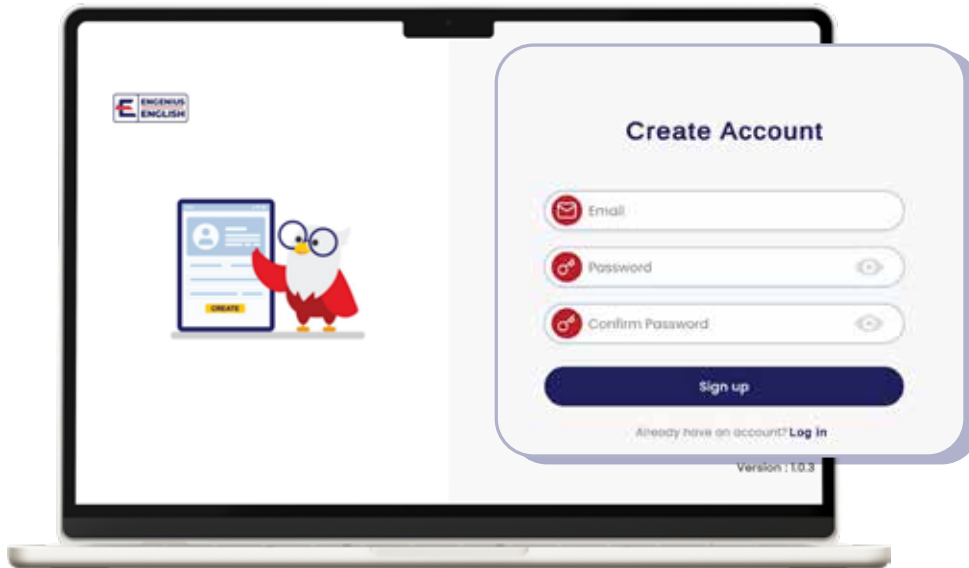 ENGENIUS
ENGLISH
CREATE
Create Account
Email
Password
Confirm Password
Sign up
Already have an account? Log in
Version : 1.0.3